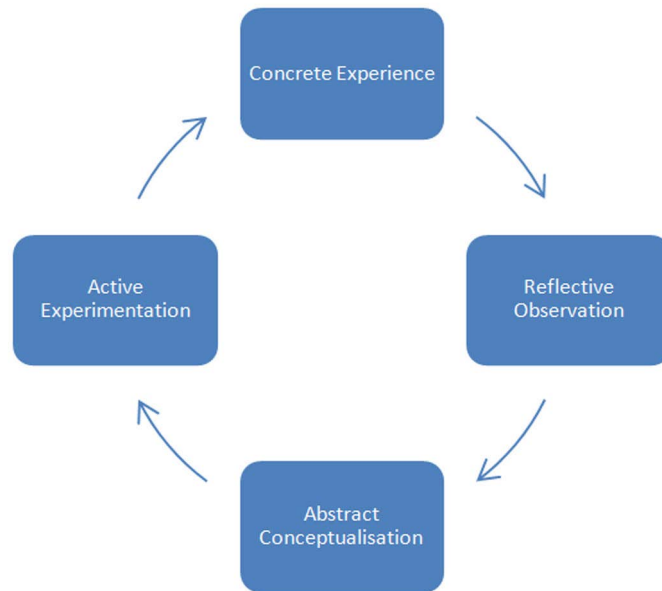 Concrete Experience
Reflective
Observation
Abstract
Conceptualisation
Active
Experimentation